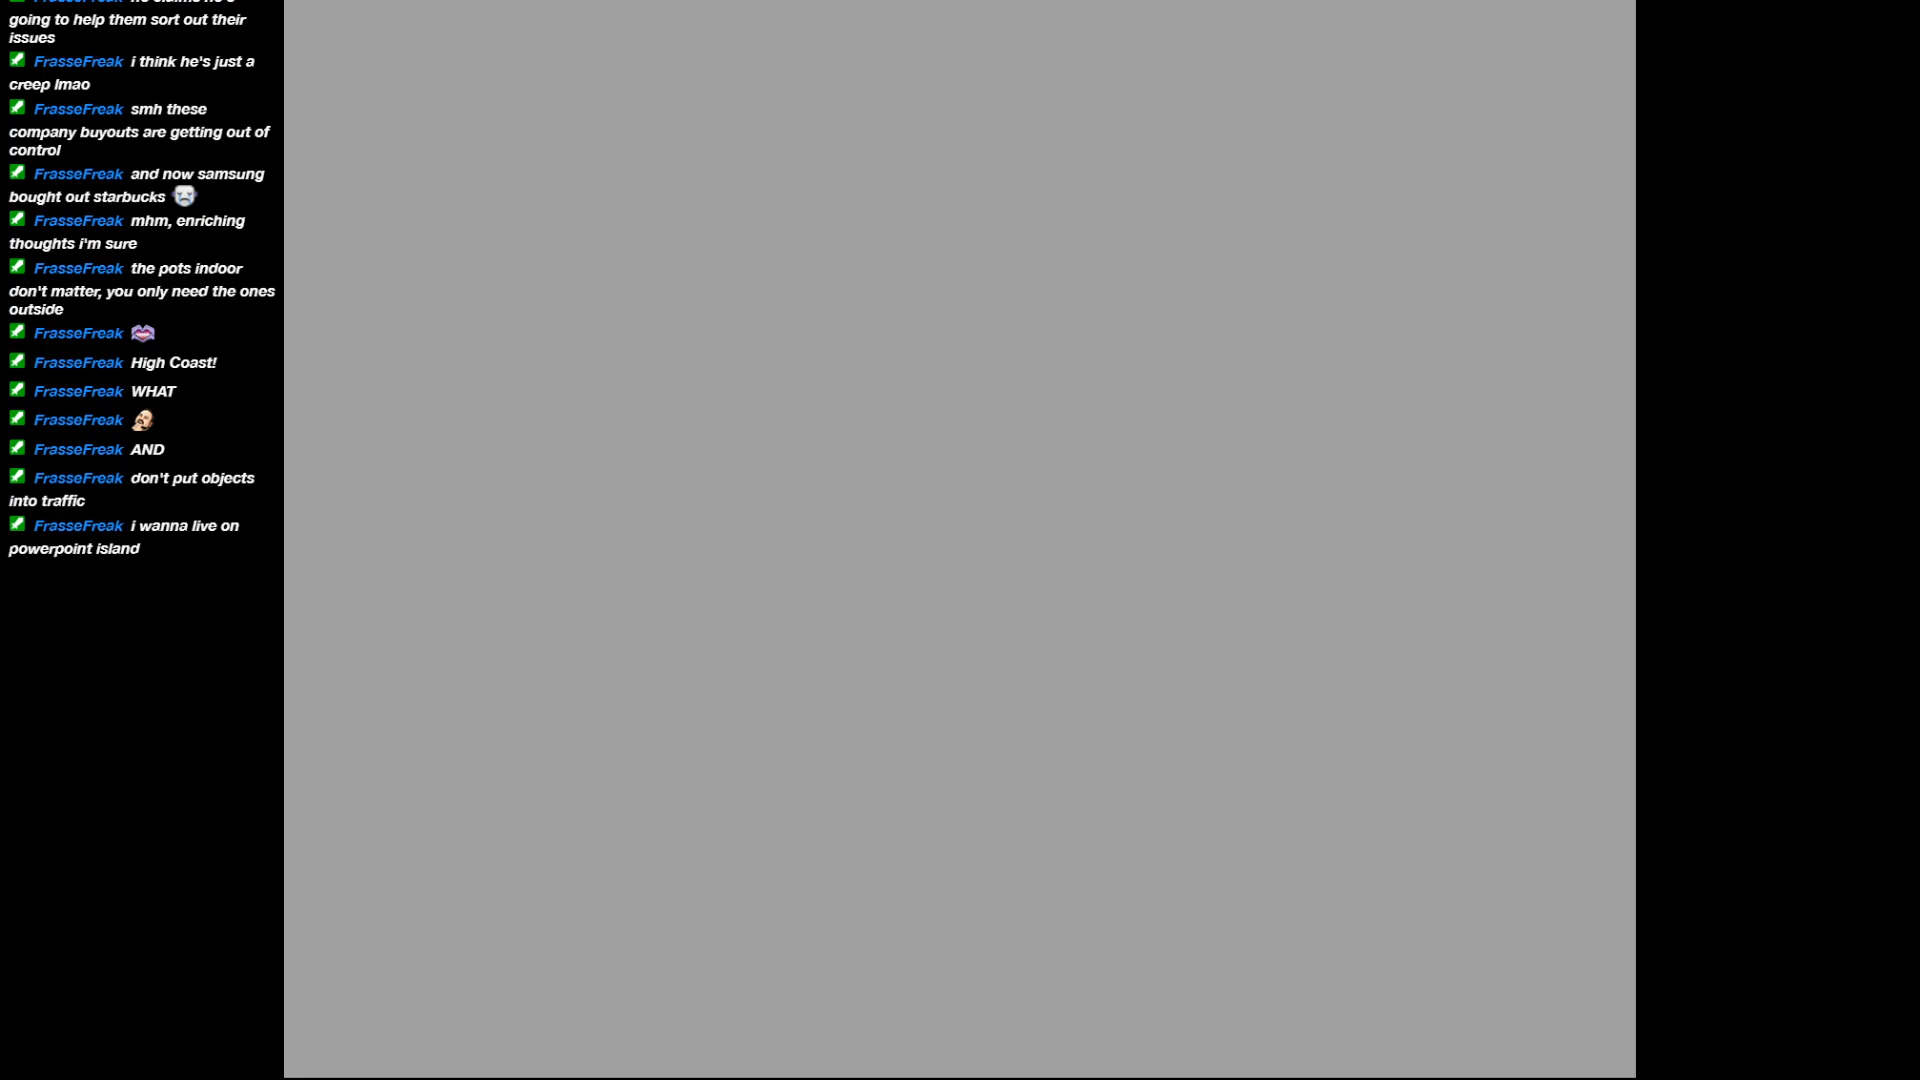 going to help them sort out their
issues
FrasseFreak i think he's just a
creep lmao
FrasseFreak smh these
company buyouts are getting out of
control
FrasseFreak and now samsung
bought out starbucks
FrasseFreak mhm, enriching
thoughts i'm sure
FrasseFreak the pots indoor
don't matter, you only need the ones
outside
FrasseFreak
FrasseFreak High Coast!
FrasseFreak WHAT
FrasseFreak
FrasseFreak AND
FrasseFreak don't put objects
into traffic
FrasseFreak i wanna live on
powerpoint island